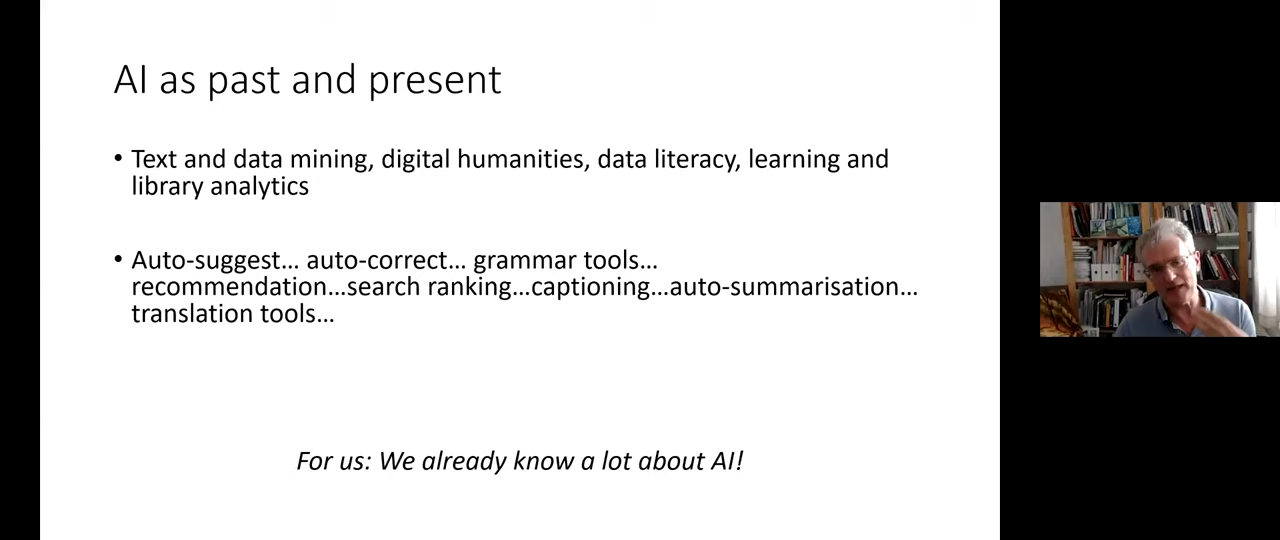 AI as past and present
• Text and data mining, digital humanities, data literacy, learning and
library analytics
• Auto-suggest... auto-correct... grammar tools...
recommendation...search ranking...captioning...auto-summarisation...
translation tools...
For us: We already know a lot about AI!